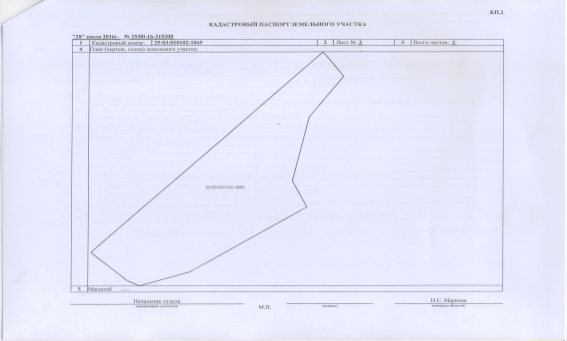 КП.2
КАДАСТРОВЫЙ ПАСПОРТ ЗЕМЕЛЬНОГО УЧАСТКА
"28" июля 2016г. № 25/00-16-315208
1 Кадастровый номер: 25:03:010102:1065 2 Лист № 2 3 Всего листов: 2
4 План (чертеж, схема) земельного участка:
5 Масштаб
Начальник отдела Н.С. Маркова
М.П.